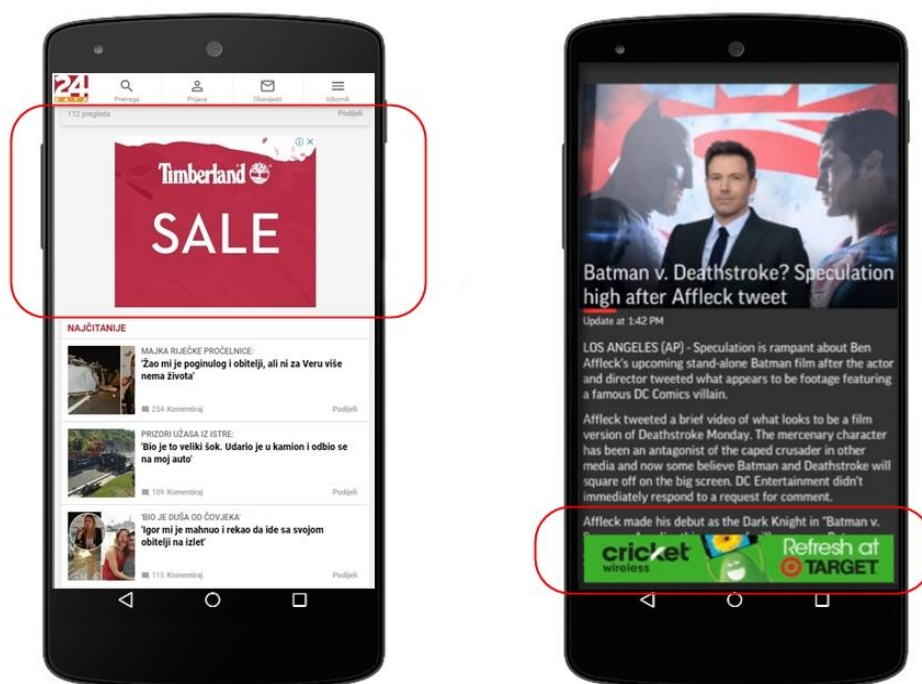 24
SATA
Pretraga
Prijava
Obavijesti
Izbornik
112 pregleda
Podijeli
Timberland
SALE
NAJČITANIJE
MAJKA RIJEČKE PROČELNICE:
'Žao mi je poginulog i obitelji, ali ni za Veru više
nema života'
254 Komentiraj
Podijeli
PRIZORI UŽASA IZ ISTRE:
'Bio je to veliki šok. Udario je u kamion i odbio se
na moj auto'
109 Komentiraj
Podijeli
'BIO JE DUŠA OD ČOVJEKA'
'Igor mi je mahnuo i rekao da ide sa svojom
obitelji na izlet'
115 Komentiraj
Podijeli
Batman v. Deathstroke? Speculation
high after Affleck tweet
Update at 1:42 PM
LOS ANGELES (AP) - Speculation is rampant about Ben
Affleck's upcoming stand-alone Batman film after the actor
and director tweeted what appears to be footage featuring
a famous DC Comics villain.
Affleck tweeted a brief video of what looks to be a film
version of Deathstroke Monday. The mercenary character
has been an antagonist of the caped crusader in other
media and now some believe Batman and Deathstroke will
square off on the big screen. DC Entertainment didn't
immediately respond to a request for comment.
Affleck made his debut as the Dark Knight in "Batman v.
cricket
wireless
Refresh at
TARGET